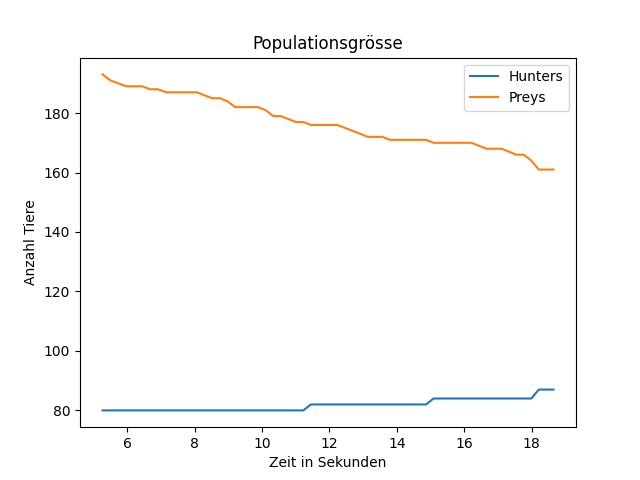 Populationsgrösse
Hunters
Preys
Anzahl Tiere
180
160
140
120
100
80
6 8 10 12 14 16 18
Zeit in Sekunden